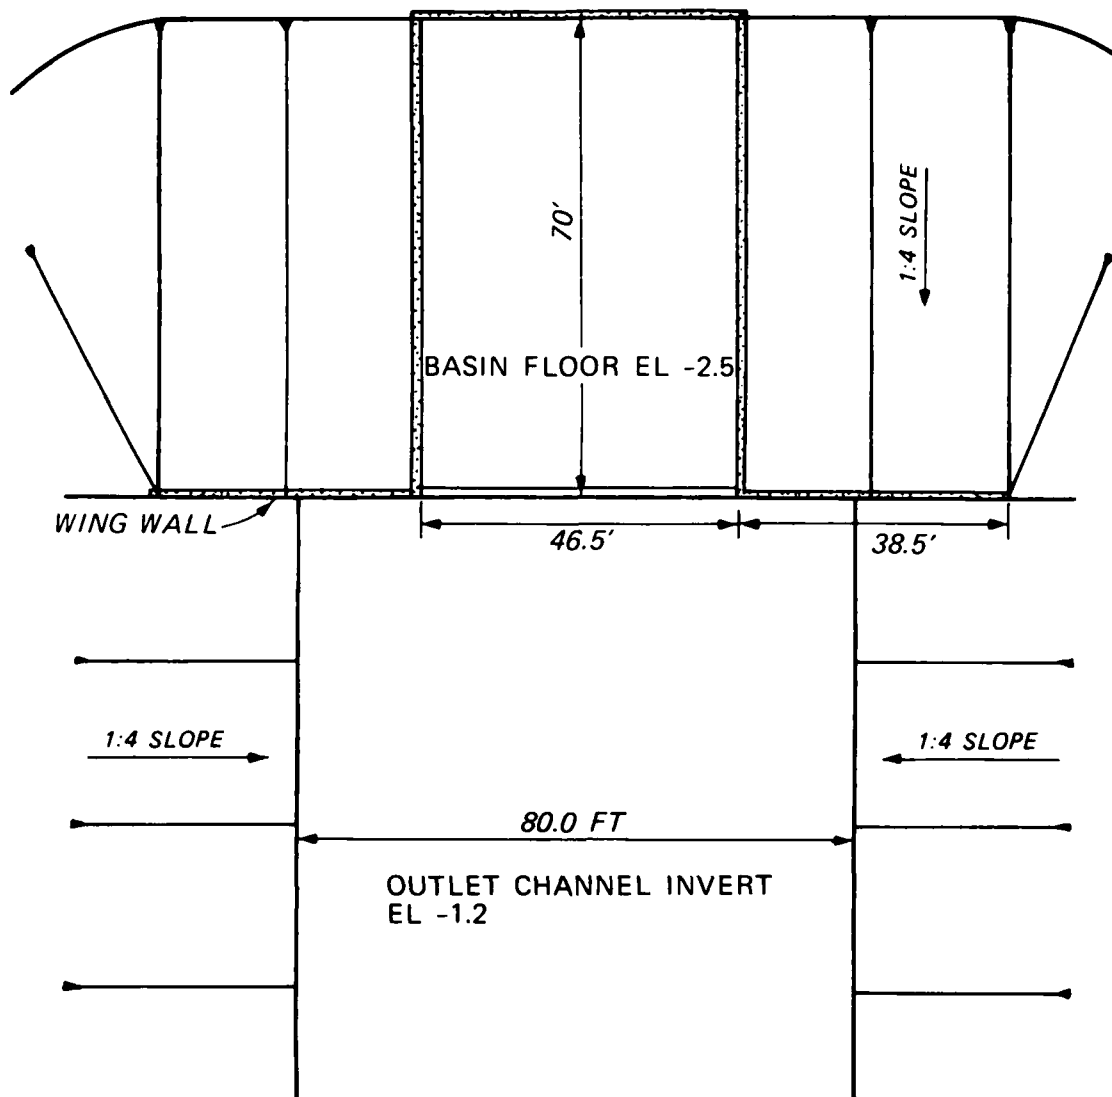 70'
1:4 SLOPE
BASIN FLOOR EL -2.5
WING WALL
46.5'
38.5'
1:4 SLOPE
1:4 SLOPE
80.0 FT
OUTLET CHANNEL INVERT
EL -1.2